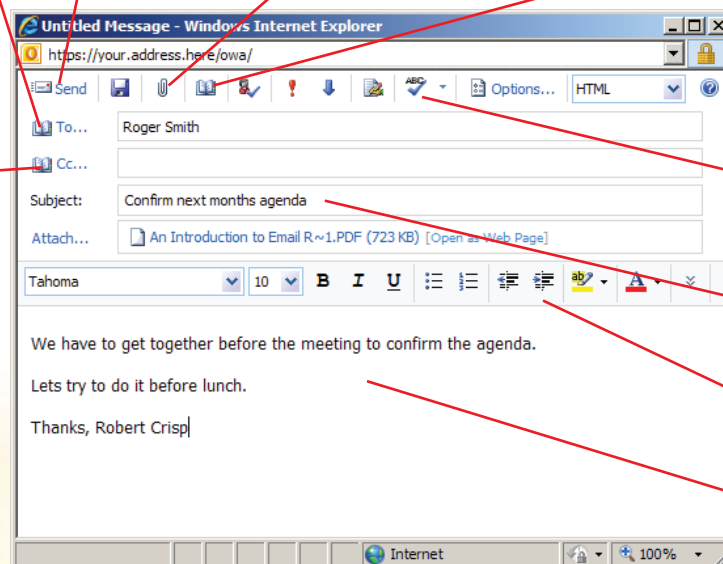 Untitled Message - Windows Internet Explorer
https://your.address.here/owa/
Send ABC Options... HTML
To... Roger Smith
Cc...
Subject: Confirm next months agenda
Attach... An Introduction to Email R~1.PDF (723 KB) [Open as Web Page]
Tahoma 10 B I U ab A
We have to get together before the meeting to confirm the agenda.
Lets try to do it before lunch.
Thanks, Robert Crisp
Internet 100%